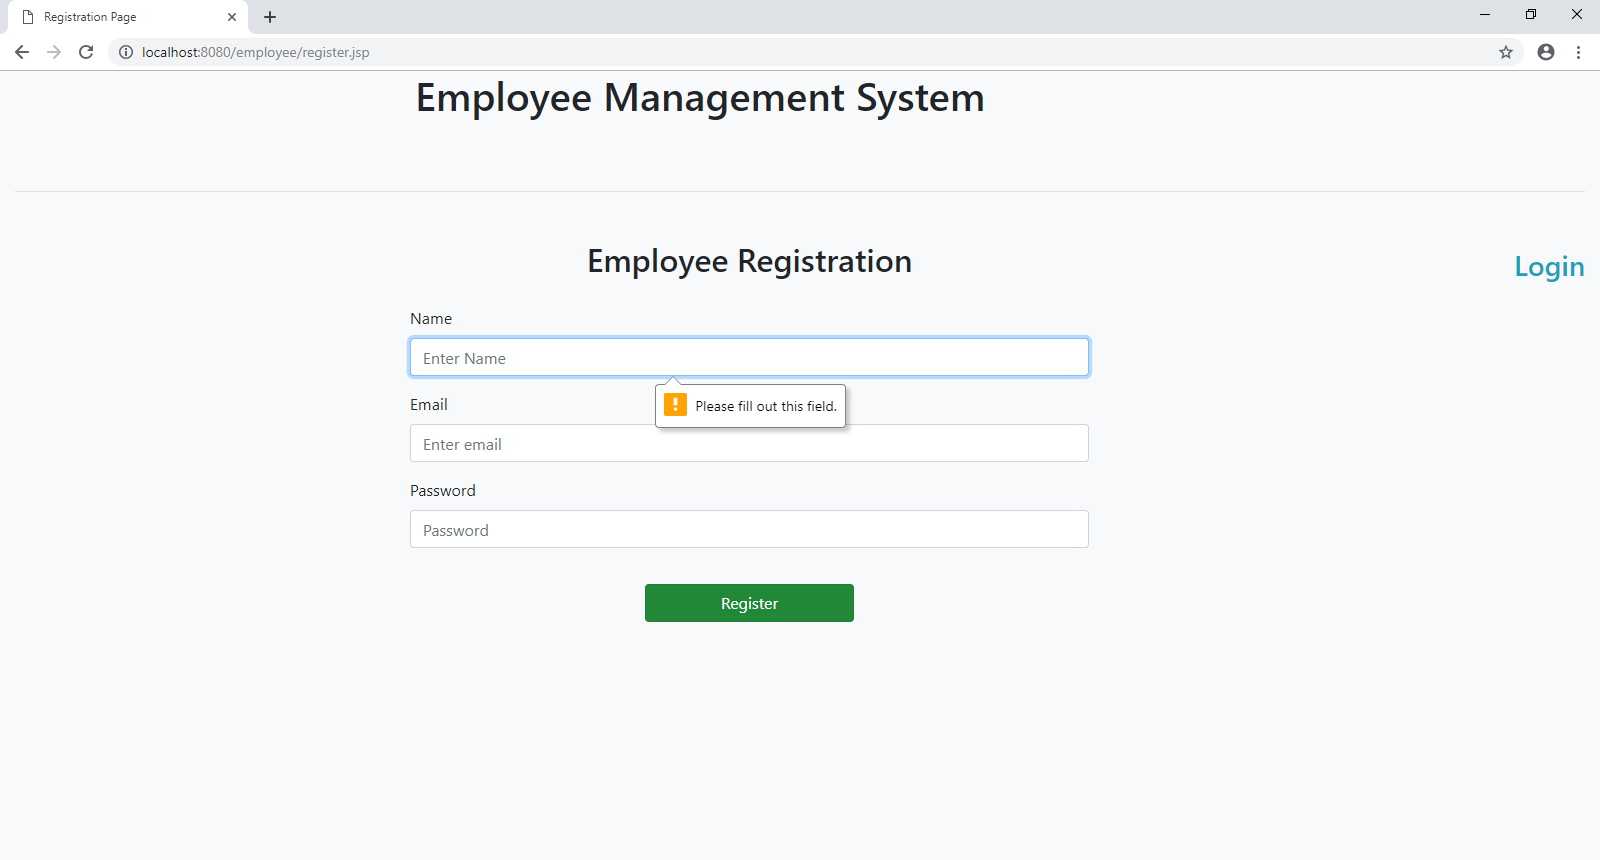 Registration Page
localhost:8080/employee/register.jsp
Employee Management System
Employee Registration
Login
Name
Enter Name
Please fill out this field.
Email
Enter email
Password
Password
Register